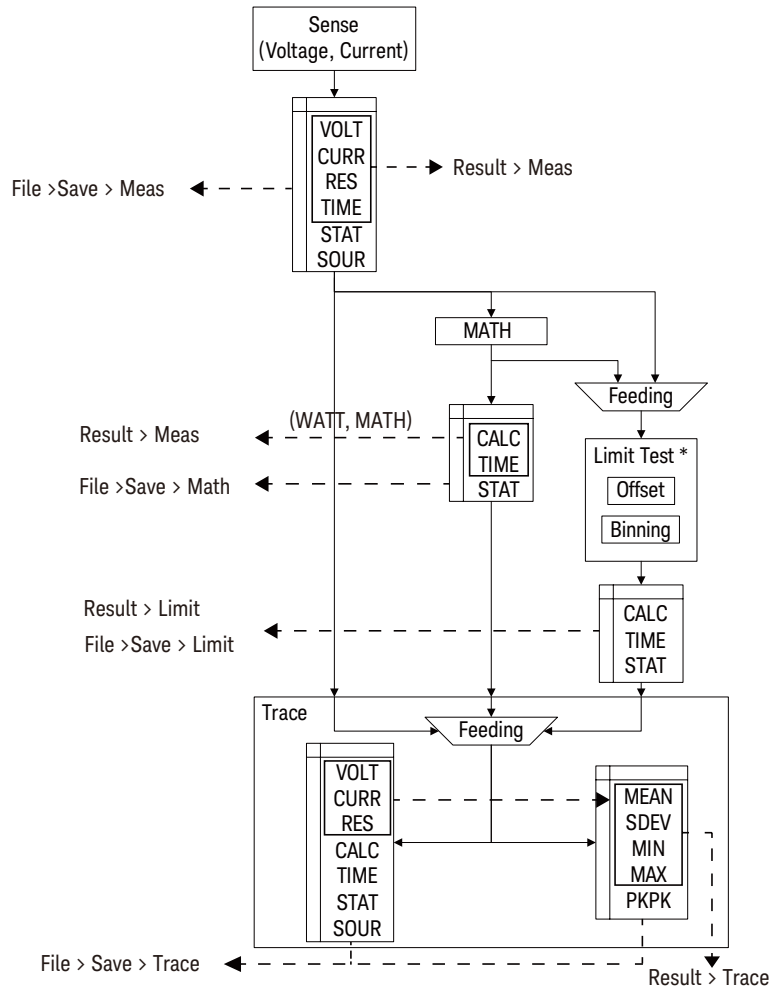 Sense
(Voltage, Current)
VOLT
CURR
RES
TIME
STAT
SOUR
File >Save > Meas
Result > Meas
MATH
Feeding
Result > Meas
(WATT, MATH)
File >Save > Math
CALC
TIME
STAT
Limit Test *
Offset
Binning
Result > Limit
File >Save > Limit
CALC
TIME
STAT
Trace
Feeding
VOLT
CURR
RES
CALC
TIME
STAT
SOUR
MEAN
SDEV
MIN
MAX
PKPK
File > Save > Trace
Result > Trace